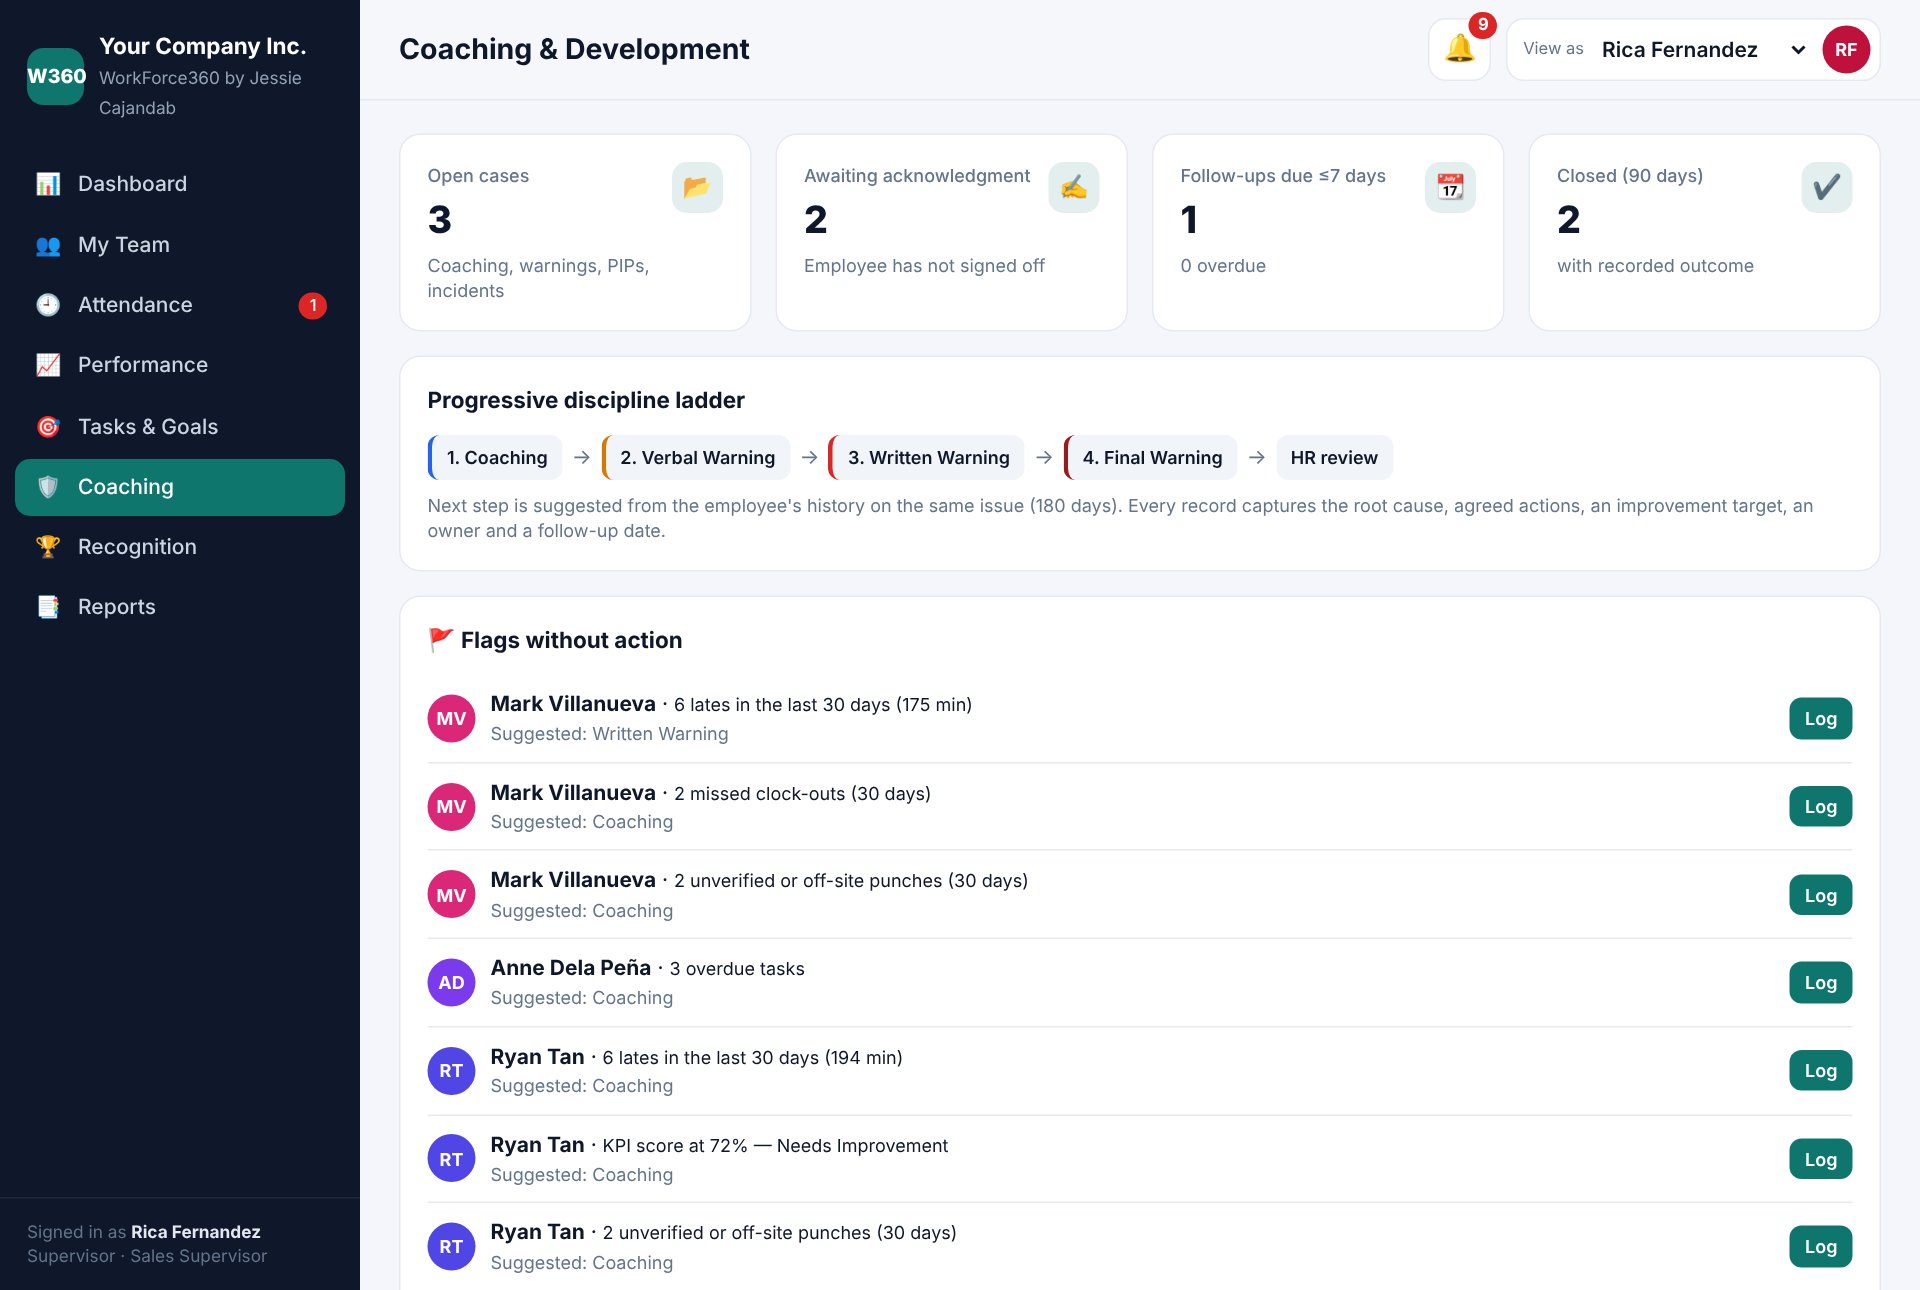 W360
Your Company Inc.
WorkForce360 by Jessie
Cajandab
Dashboard
My Team
Attendance
1
Performance
Tasks & Goals
Coaching
Recognition
Reports
Signed in as Rica Fernandez
Supervisor · Sales Supervisor
Coaching & Development
9
View as
Rica Fernandez
RF
Open cases
3
Coaching, warnings, PIPs,
incidents
Awaiting acknowledgment
2
Employee has not signed off
Follow-ups due ≤7 days
1
0 overdue
July
17
Closed (90 days)
2
with recorded outcome
Progressive discipline ladder
1. Coaching → 2. Verbal Warning → 3. Written Warning → 4. Final Warning → HR review
Next step is suggested from the employee's history on the same issue (180 days). Every record captures the root cause, agreed actions, an improvement target, an
owner and a follow-up date.
Flags without action
MV
Mark Villanueva · 6 lates in the last 30 days (175 min)
Suggested: Written Warning
Log
MV
Mark Villanueva · 2 missed clock-outs (30 days)
Suggested: Coaching
Log
MV
Mark Villanueva · 2 unverified or off-site punches (30 days)
Suggested: Coaching
Log
AD
Anne Dela Peña · 3 overdue tasks
Suggested: Coaching
Log
RT
Ryan Tan · 6 lates in the last 30 days (194 min)
Suggested: Coaching
Log
RT
Ryan Tan · KPI score at 72% — Needs Improvement
Suggested: Coaching
Log
RT
Ryan Tan · 2 unverified or off-site punches (30 days)
Suggested: Coaching
Log